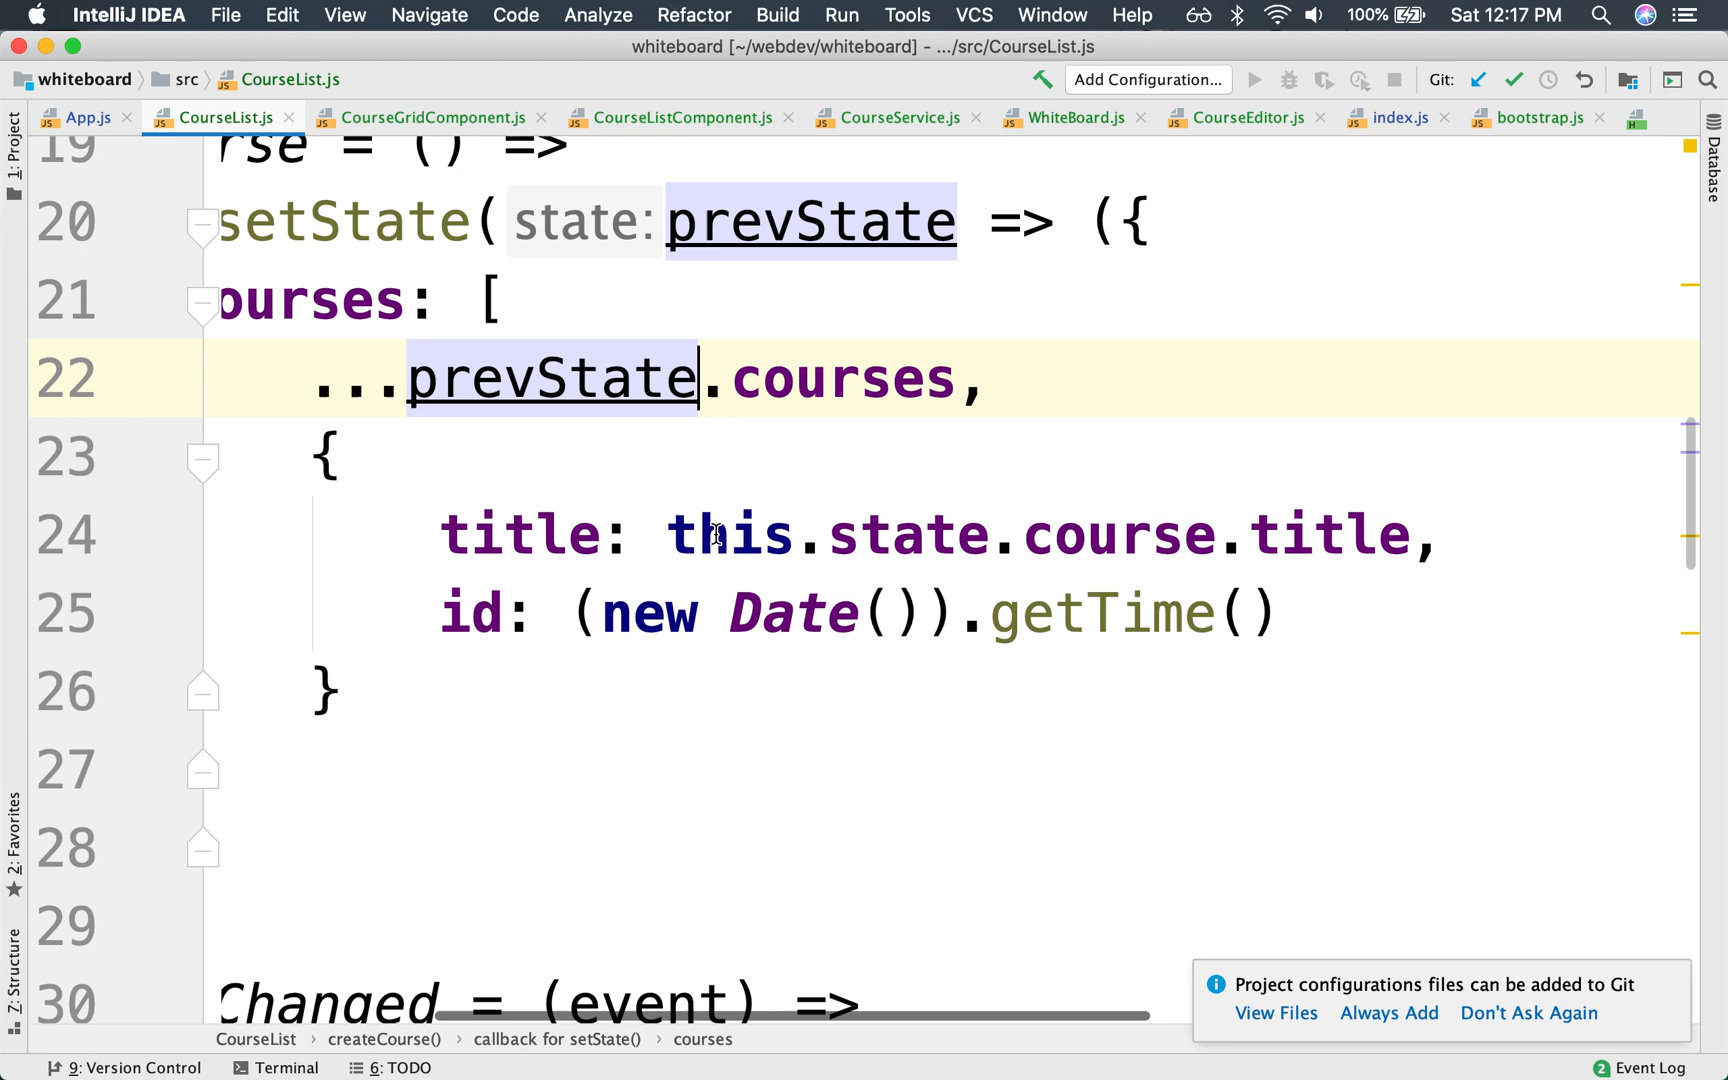 IntelliJ IDEA File Edit View Navigate Code Analyze Refactor Build Run Tools VCS Window Help 100% Sat 12:17 PM
whiteboard [~/webdev/whiteboard] - .../src/CourseList.js
whiteboard src CourseList.js Add Configuration... Git:
App.js CourseList.js CourseGridComponent.js CourseListComponent.js CourseService.js WhiteBoard.js CourseEditor.js index.js bootstrap.js
1: Project
Database
19 rse = () =>
20 setState( state: prevState => ({
21 ourses: [
22 ...prevState.courses,
23 {
24 title: this.state.course.title,
25 id: (new Date()).getTime()
26 }
27
28
29
30 Changed = (event) =>
2: Favorites
Z: Structure
Project configurations files can be added to Git
View Files Always Add Don't Ask Again
CourseList › createCourse() › callback for setState() › courses
9: Version Control Terminal 6: TODO 2 Event Log